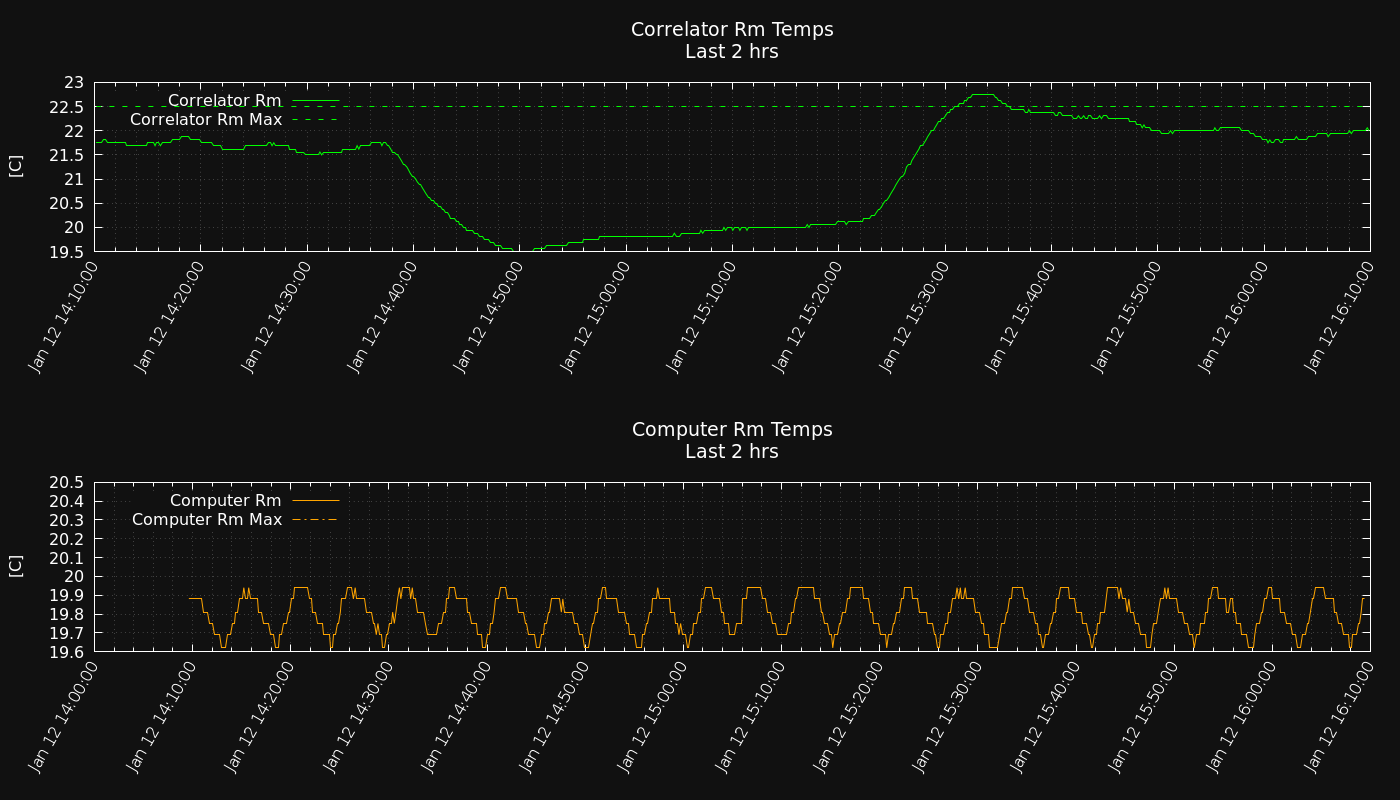 Correlator Rm Temps
Last 2 hrs
[C]
23
22.5
22
21.5
21
20.5
20
19.5
Correlator Rm
Correlator Rm Max
Jan 12 14:10:00
Jan 12 14:20:00
Jan 12 14:30:00
Jan 12 14:40:00
Jan 12 14:50:00
Jan 12 15:00:00
Jan 12 15:10:00
Jan 12 15:20:00
Jan 12 15:30:00
Jan 12 15:40:00
Jan 12 15:50:00
Jan 12 16:00:00
Jan 12 16:10:00
Computer Rm Temps
Last 2 hrs
[C]
20.5
20.4
20.3
20.2
20.1
20
19.9
19.8
19.7
19.6
Computer Rm
Computer Rm Max
Jan 12 14:00:00
Jan 12 14:10:00
Jan 12 14:20:00
Jan 12 14:30:00
Jan 12 14:40:00
Jan 12 14:50:00
Jan 12 15:00:00
Jan 12 15:10:00
Jan 12 15:20:00
Jan 12 15:30:00
Jan 12 15:40:00
Jan 12 15:50:00
Jan 12 16:00:00
Jan 12 16:10:00